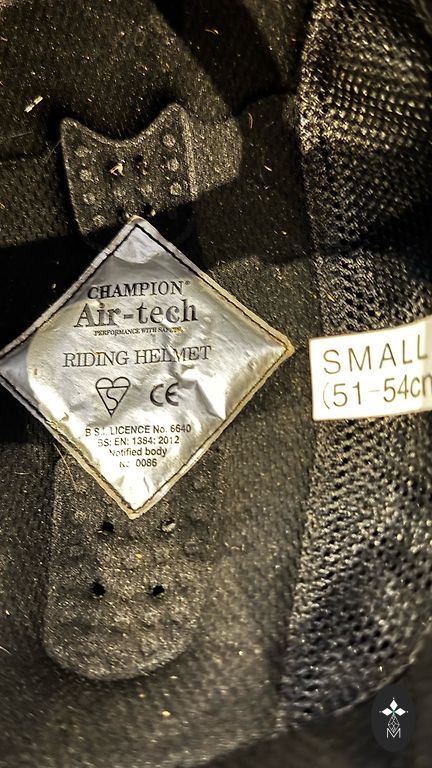 CHAMPION®
Air-tech
PERFORMANCE WITH SAFETY
RIDING HELMET
CE
B.S.I. LICENCE No. 6640
BS: EN: 1384: 2012
Notified body
No 0086
SMALL
(51-54cm
M